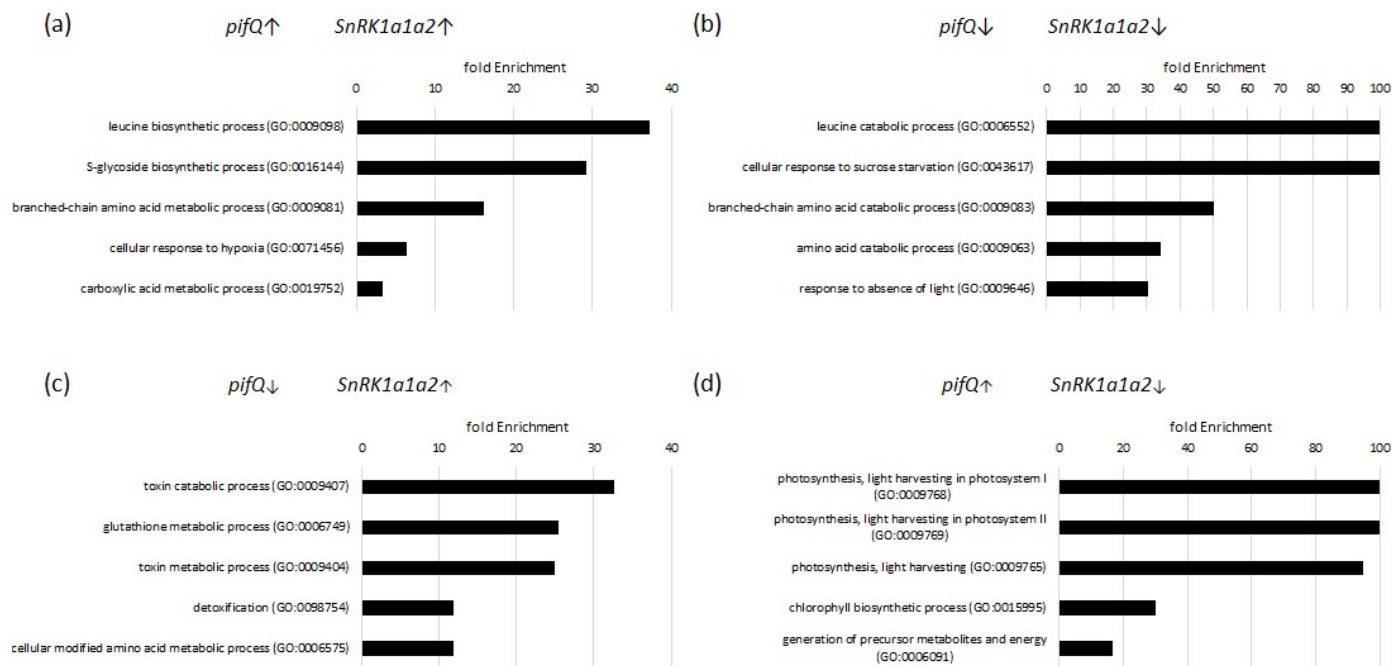 (a) pifQ↑ SnRK1a1a2↑
fold Enrichment
0 10 20 30 40
leucine biosynthetic process (GO:0009098)
S-glycoside biosynthetic process (GO:0016144)
branched-chain amino acid metabolic process (GO:0009081)
cellular response to hypoxia (GO:0071456)
carboxylic acid metabolic process (GO:0019752)
(b) pifQ↓ SnRK1a1a2↓
fold Enrichment
0 10 20 30 40 50 60 70 80 90 100
leucine catabolic process (GO:0006552)
cellular response to sucrose starvation (GO:0043617)
branched-chain amino acid catabolic process (GO:0009083)
amino acid catabolic process (GO:0009063)
response to absence of light (GO:0009646)
(c) pifQ↓ SnRK1a1a2↑
fold Enrichment
0 10 20 30 40
toxin catabolic process (GO:0009407)
glutathione metabolic process (GO:0006749)
toxin metabolic process (GO:0009404)
detoxification (GO:0098754)
cellular modified amino acid metabolic process (GO:0006575)
(d) pifQ↑ SnRK1a1a2↓
fold Enrichment
0 20 40 60 80 100
photosynthesis, light harvesting in photosystem I
(GO:0009768)
photosynthesis, light harvesting in photosystem II
(GO:0009769)
photosynthesis, light harvesting (GO:0009765)
chlorophyll biosynthetic process (GO:0015995)
generation of precursor metabolites and energy
(GO:0006091)